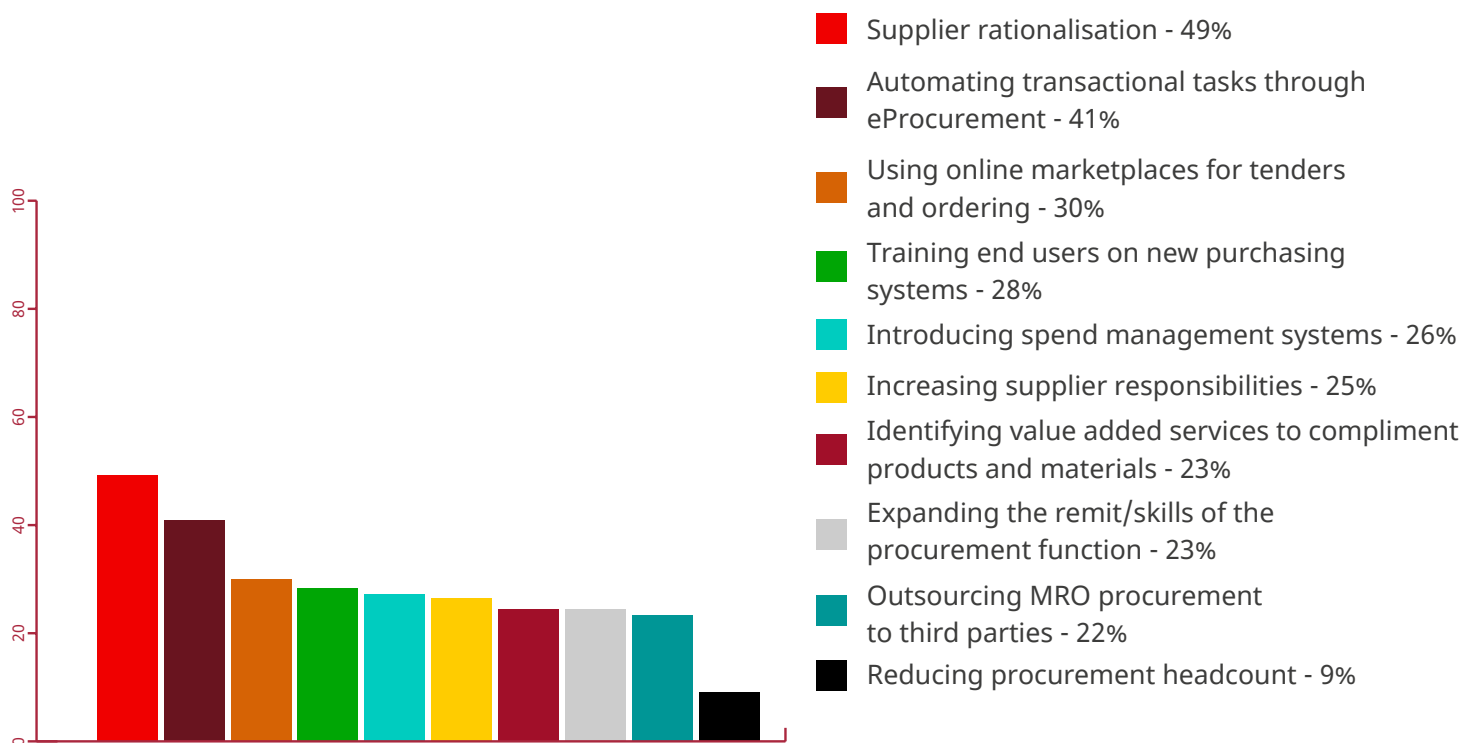 Supplier rationalisation - 49%
Automating transactional tasks through
eProcurement - 41%
Using online marketplaces for tenders
and ordering - 30%
Training end users on new purchasing
systems - 28%
Introducing spend management systems - 26%
Increasing supplier responsibilities - 25%
Identifying value added services to compliment
products and materials - 23%
Expanding the remit/skills of the
procurement function - 23%
Outsourcing MRO procurement
to third parties - 22%
Reducing procurement headcount - 9%
100
80
60
40
20
0